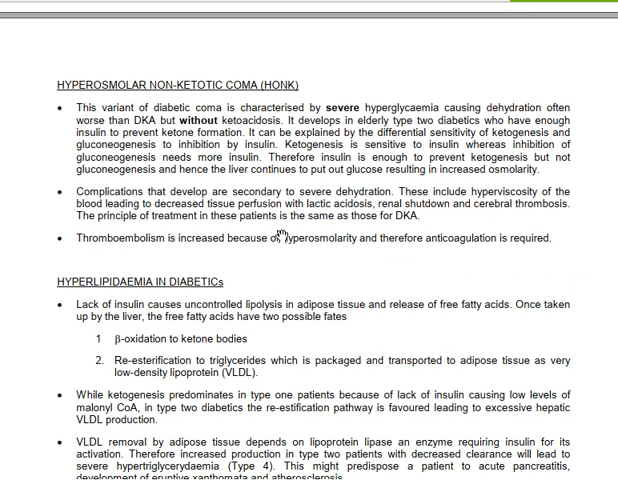 HYPEROSMOLAR NON-KETOTIC COMA (HONK)
• This variant of diabetic coma is characterised by severe hyperglycaemia causing dehydration often
worse than DKA but without ketoacidosis. It develops in elderly type two diabetics who have enough
insulin to prevent ketone formation. It can be explained by the differential sensitivity of ketogenesis and
gluconeogenesis to inhibition by insulin. Ketogenesis is sensitive to insulin whereas inhibition of
gluconeogenesis needs more insulin. Therefore insulin is enough to prevent ketogenesis but not
gluconeogenesis and hence the liver continues to put out glucose resulting in increased osmolarity.
• Complications that develop are secondary to severe dehydration. These include hyperviscosity of the
blood leading to decreased tissue perfusion with lactic acidosis, renal shutdown and cerebral thrombosis.
The principle of treatment in these patients is the same as those for DKA.
• Thromboembolism is increased because of hyperosmolarity and therefore anticoagulation is required.
HYPERLIPIDAEMIA IN DIABETICs
• Lack of insulin causes uncontrolled lipolysis in adipose tissue and release of free fatty acids. Once taken
up by the liver, the free fatty acids have two possible fates
1 β-oxidation to ketone bodies
2. Re-esterification to triglycerides which is packaged and transported to adipose tissue as very
low-density lipoprotein (VLDL).
• While ketogenesis predominates in type one patients because of lack of insulin causing low levels of
malonyl CoA, in type two diabetics the re-estification pathway is favoured leading to excessive hepatic
VLDL production.
• VLDL removal by adipose tissue depends on lipoprotein lipase an enzyme requiring insulin for its
activation. Therefore increased production in type two patients with decreased clearance will lead to
severe hypertriglycerydaemia (Type 4). This might predispose a patient to acute pancreatitis,
development of eruptive xanthomata and atherosclerosis.